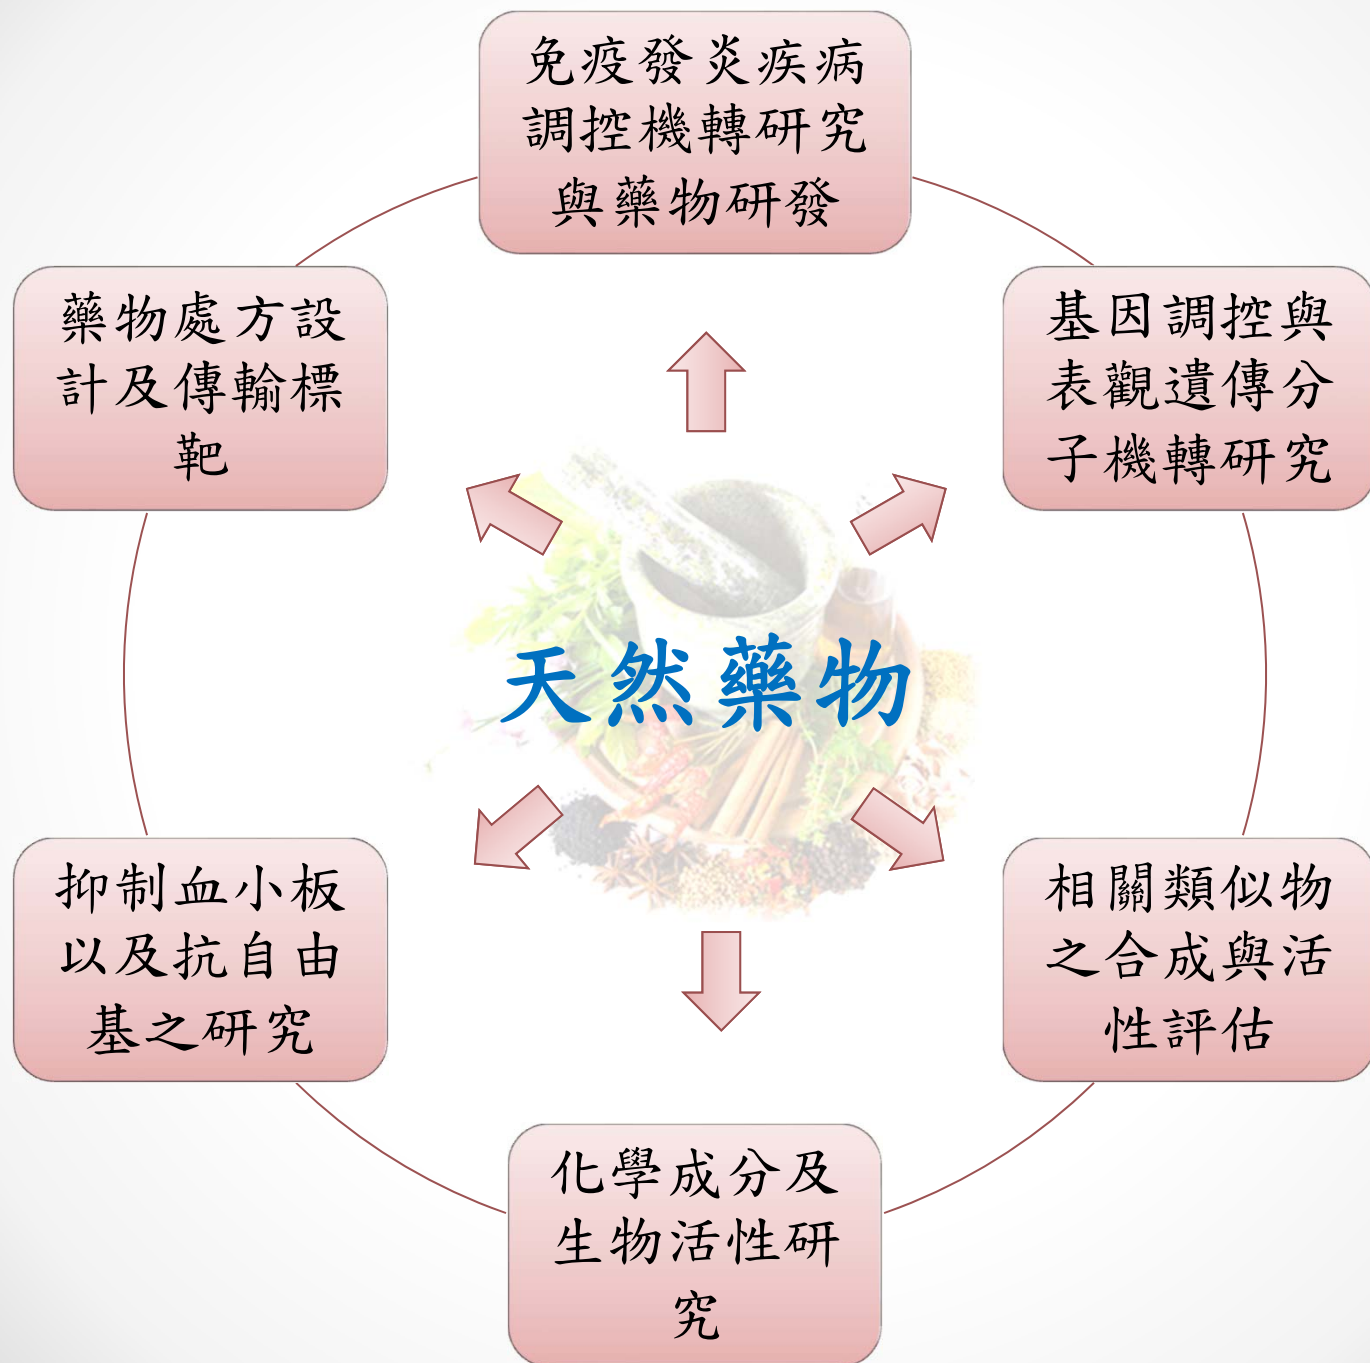 免疫發炎疾病
調控機轉研究
與藥物研發
藥物處方設
計及傳輸標
靶
基因調控與
表觀遺傳分
子機轉研究
天然藥物
抑制血小板
以及抗自由
基之研究
相關類似物
之合成與活
性評估
化學成分及
生物活性研
究